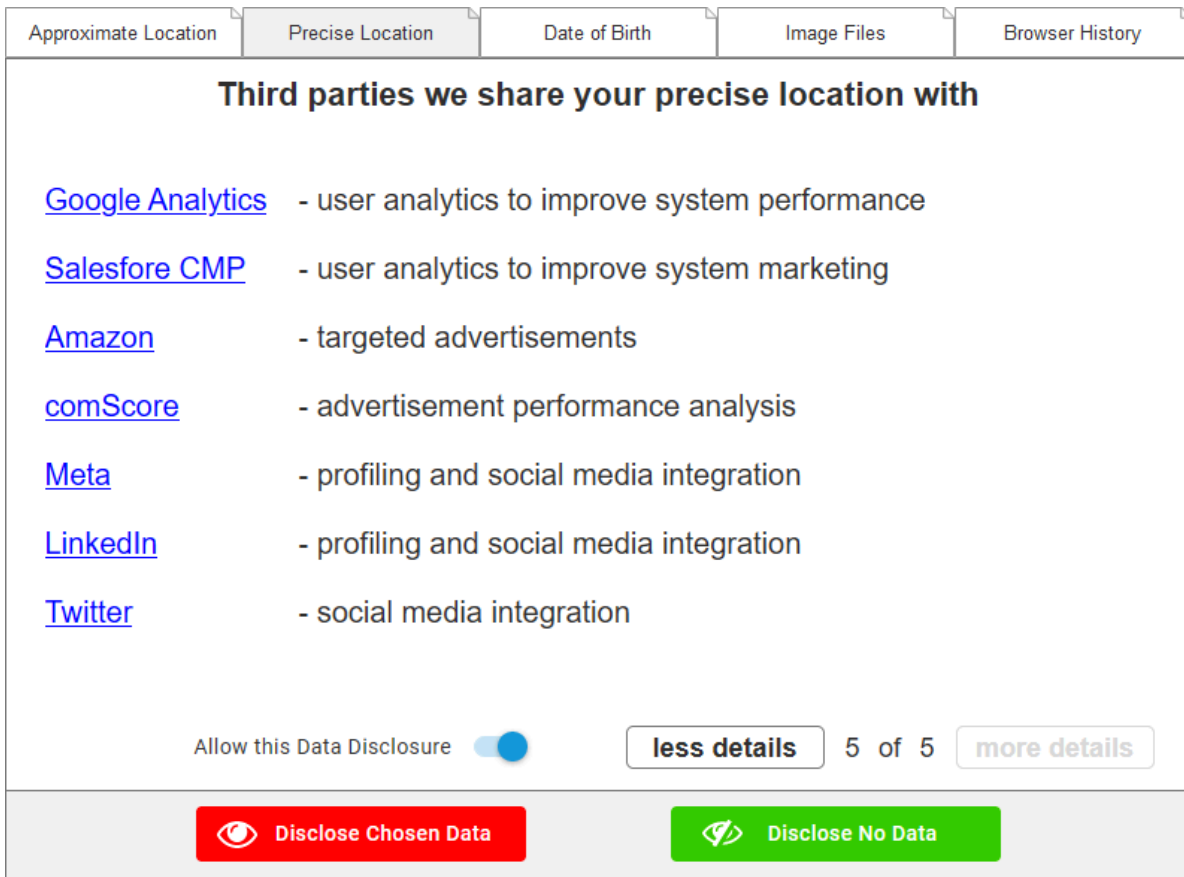 Approximate Location Precise Location Date of Birth Image Files Browser History
Third parties we share your precise location with
Google Analytics - user analytics to improve system performance
Salesfore CMP - user analytics to improve system marketing
Amazon - targeted advertisements
comScore - advertisement performance analysis
Meta - profiling and social media integration
LinkedIn - profiling and social media integration
Twitter - social media integration
Allow this Data Disclosure less details 5 of 5 more details
Disclose Chosen Data Disclose No Data